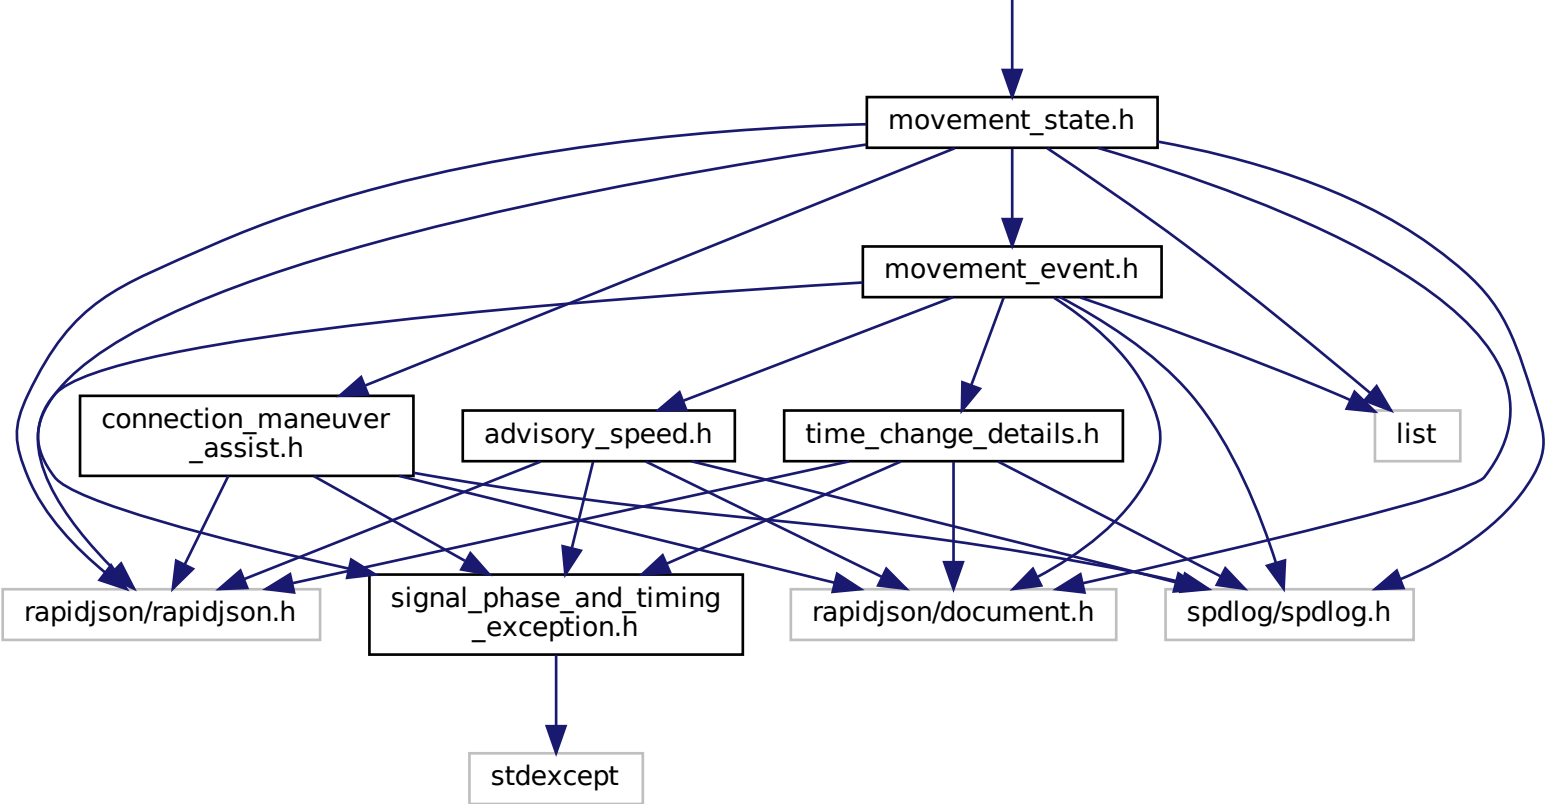 movement_state.h
movement_event.h
connection_maneuver
_assist.h
advisory_speed.h
time_change_details.h
list
rapidjson/rapidjson.h
signal_phase_and_timing
_exception.h
rapidjson/document.h
spdlog/spdlog.h
stdexcept